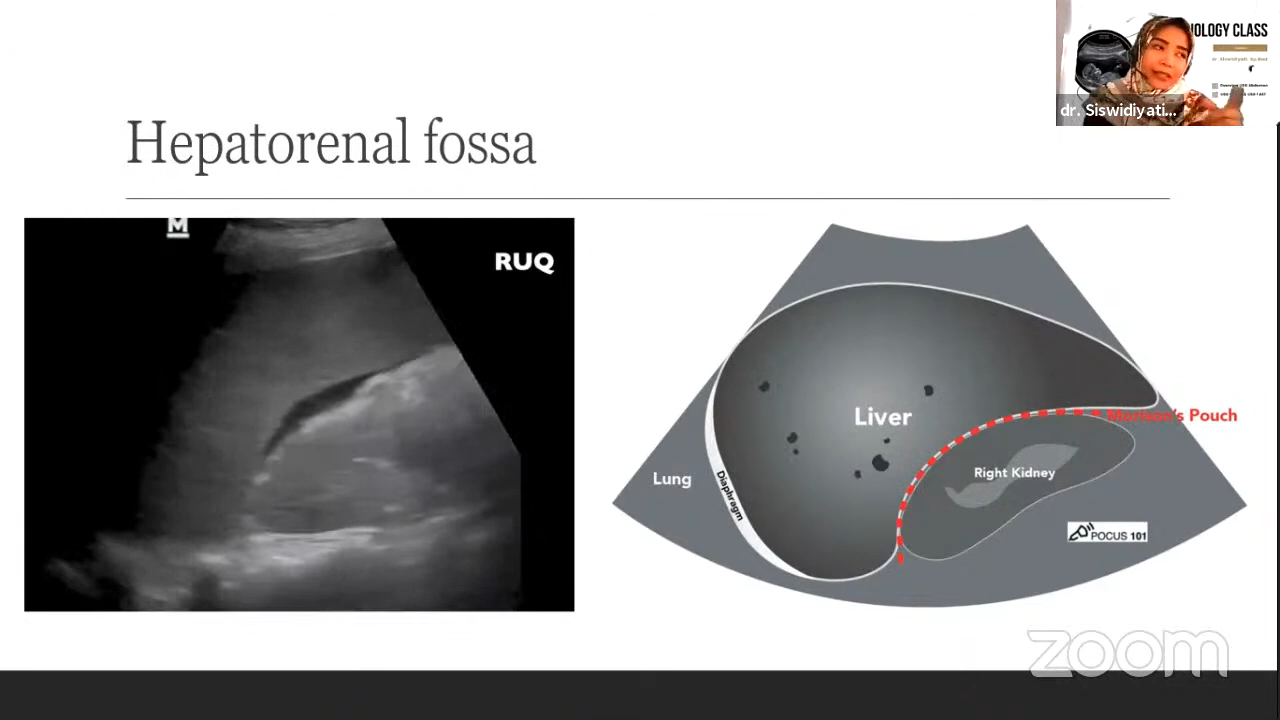 OLOGY CLASS
dr. Siswidiyati...
Hepatorenal fossa
M
RUQ
Liver
Morison's Pouch
Right Kidney
Lung
Diaphragm
POCUS 101
zoom